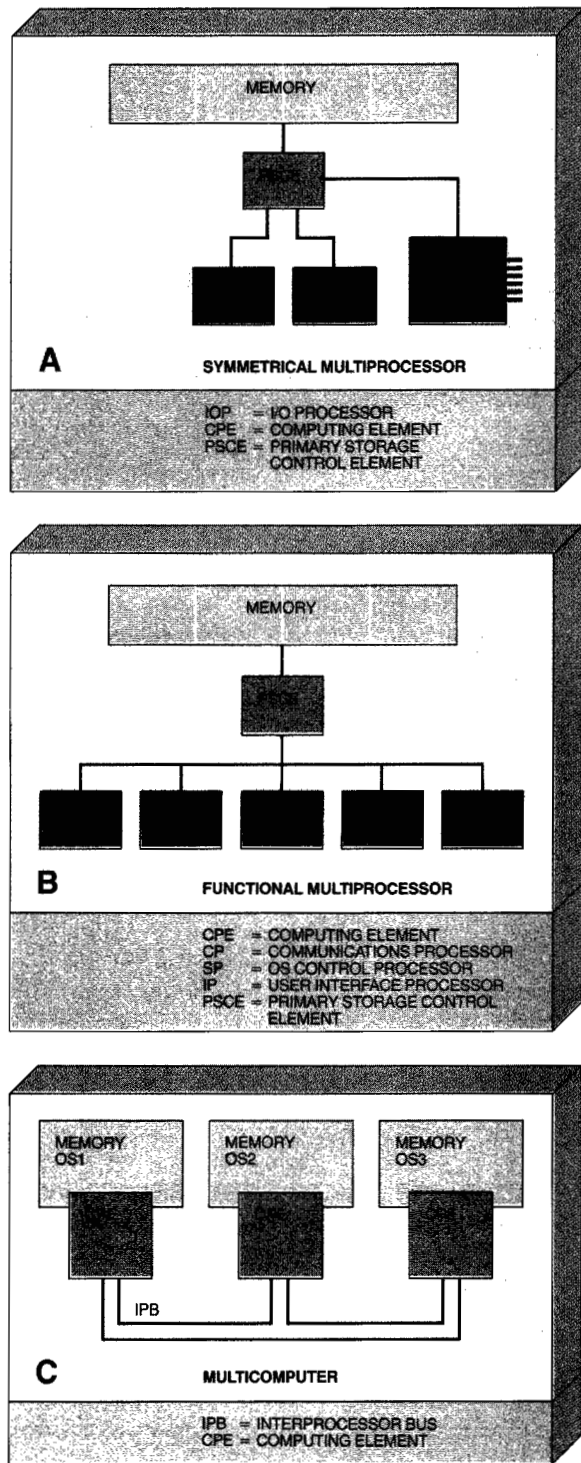 MEMORY
A
SYMMETRICAL MULTIPROCESSOR
IOP = I/O PROCESSOR
CPE = COMPUTING ELEMENT
PSCE = PRIMARY STORAGE
CONTROL ELEMENT
MEMORY
B
FUNCTIONAL MULTIPROCESSOR
CPE = COMPUTING ELEMENT
CP = COMMUNICATIONS PROCESSOR
SP = OS CONTROL PROCESSOR
IP = USER INTERFACE PROCESSOR
PSCE = PRIMARY STORAGE CONTROL
ELEMENT
MEMORY OS1
MEMORY OS2
MEMORY OS3
IPB
C
MULTICOMPUTER
IPB = INTERPROCESSOR BUS
CPE = COMPUTING ELEMENT